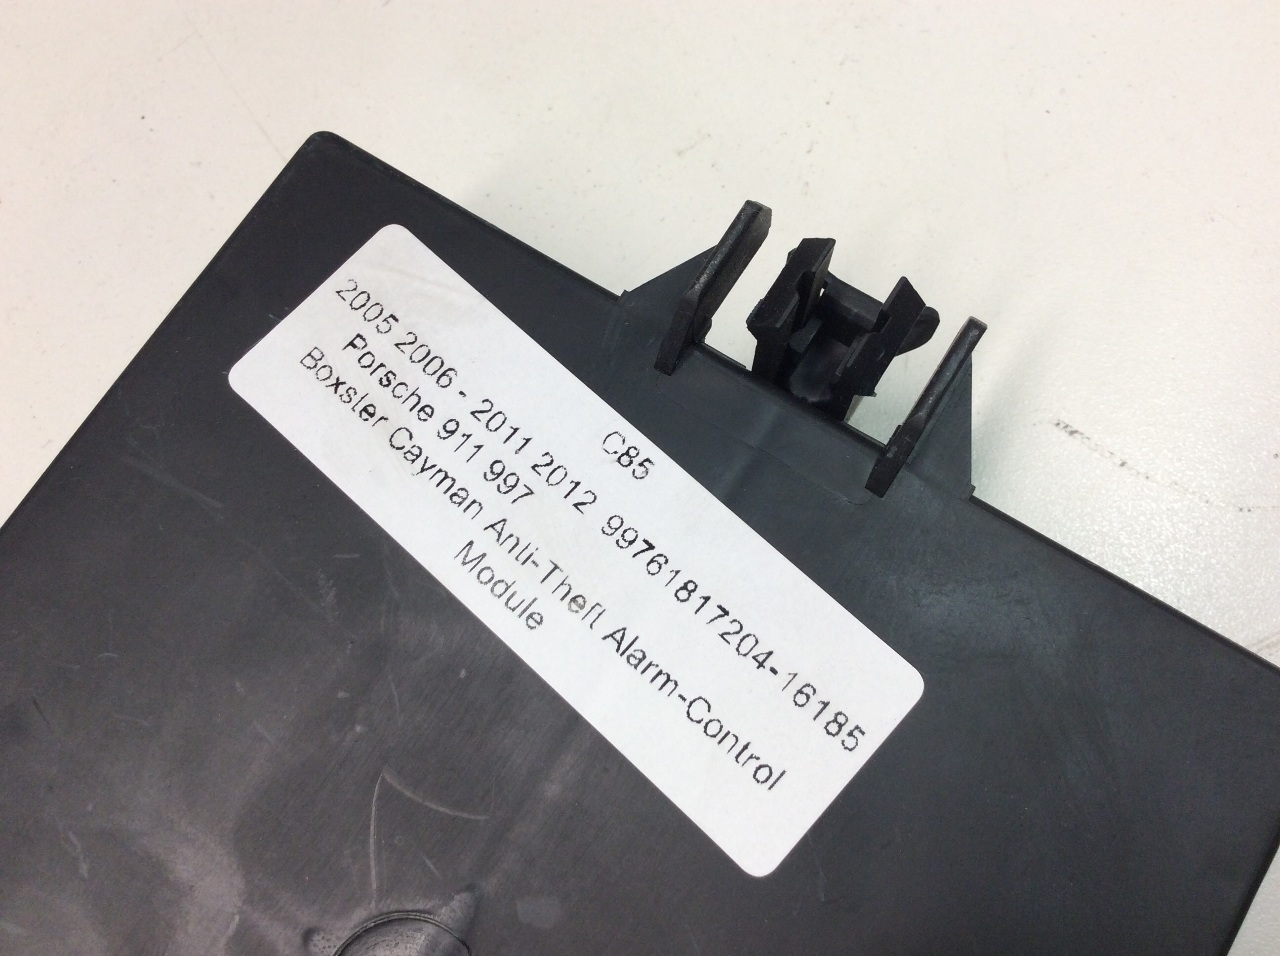 C85
2005 2006 - 2011 2012 99761817204-16185
Porsche 911 997
Boxster Cayman Anti-Theft Alarm-Control
Module